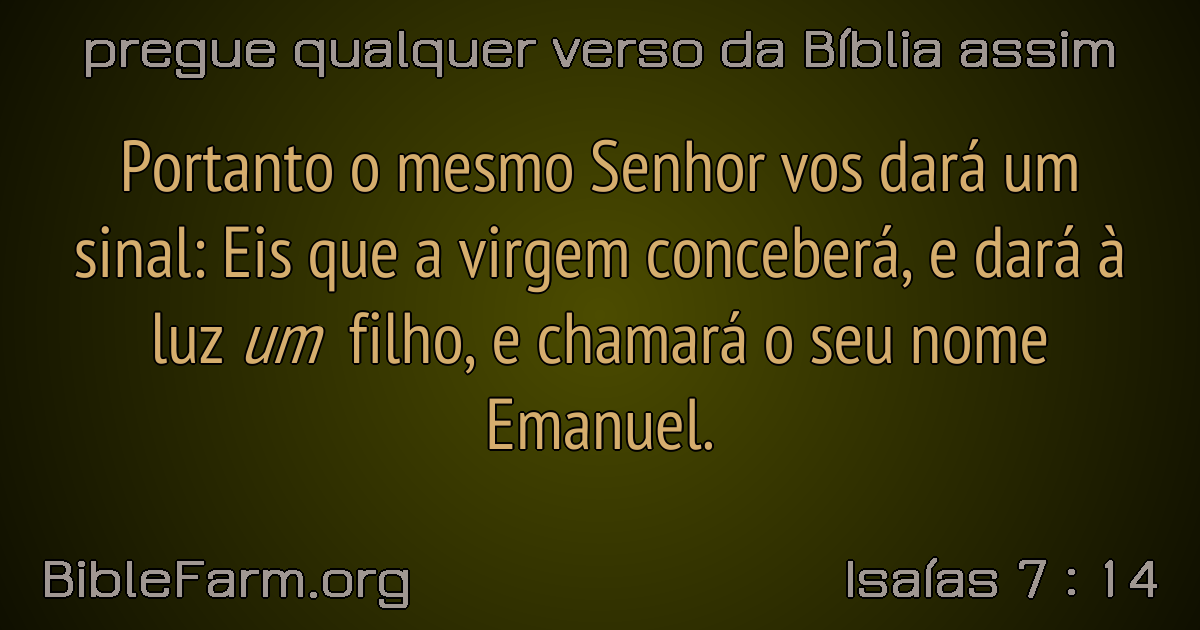 pregue qualquer verso da Bíblia assim
Portanto o mesmo Senhor vos dará um
sinal: Eis que a virgem conceberá, e dará à
luz um filho, e chamará o seu nome
Emanuel.
BibleFarm.org
Isaías 7 : 14